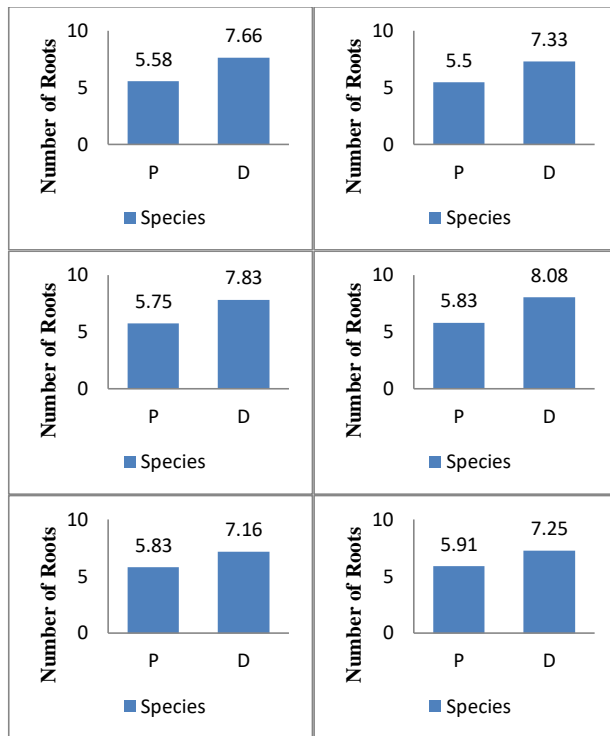 Number of Roots
10
5
0
5.58
7.66
P
D
Species
Number of Roots
10
5
0
5.5
7.33
P
D
Species
Number of Roots
10
5
0
5.75
7.83
P
D
Species
Number of Roots
10
5
0
5.83
8.08
P
D
Species
Number of Roots
10
5
0
5.83
7.16
P
D
Species
Number of Roots
10
5
0
5.91
7.25
P
D
Species